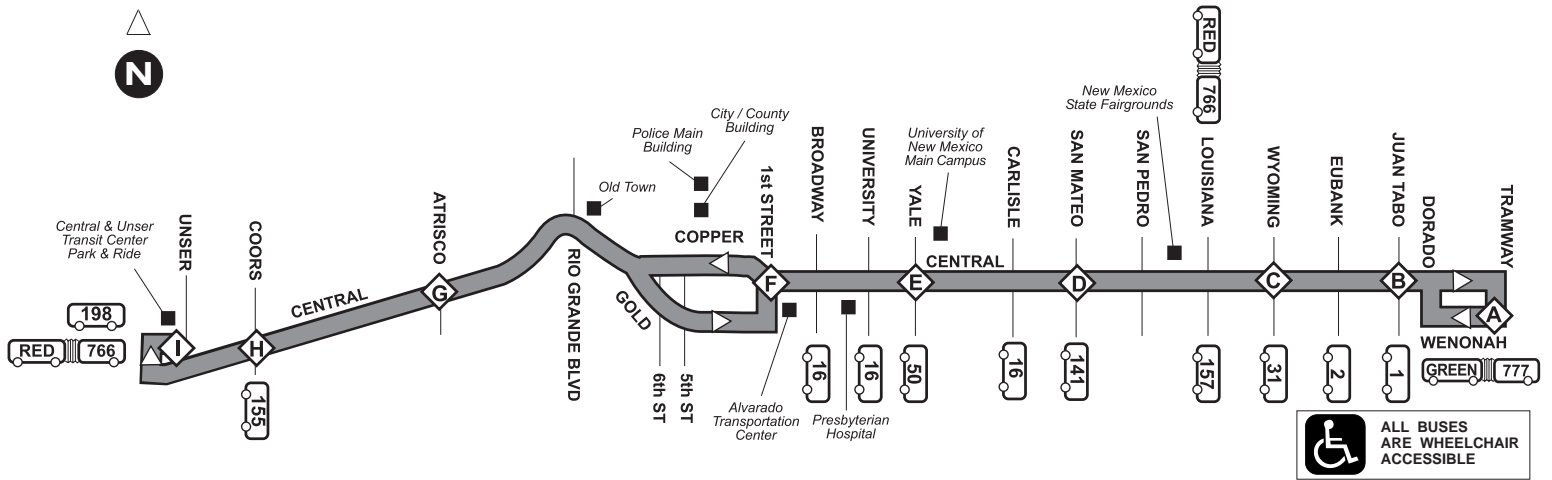 N
RED
766
New Mexico
State Fairgrounds
City / County
Building
Police Main
Building
University of
New Mexico
Main Campus
Old Town
Central & Unser
Transit Center
Park & Ride
UNSER
COORS
ATRISCO
RIO GRANDE BLVD
COPPER
1st STREET
BROADWAY
UNIVERSITY
YALE
CARLISLE
SAN MATEO
SAN PEDRO
LOUISIANA
WYOMING
EUBANK
JUAN TABO
DORADO
TRAMWAY
CENTRAL
CENTRAL
GOLD
I
H
G
F
E
D
C
B
A
198
RED
766
155
6th ST
5th ST
16
16
50
16
141
157
31
2
1
WENONAH
GREEN
777
Alvarado
Transportation
Center
Presbyterian
Hospital
ALL BUSES
ARE WHEELCHAIR
ACCESSIBLE